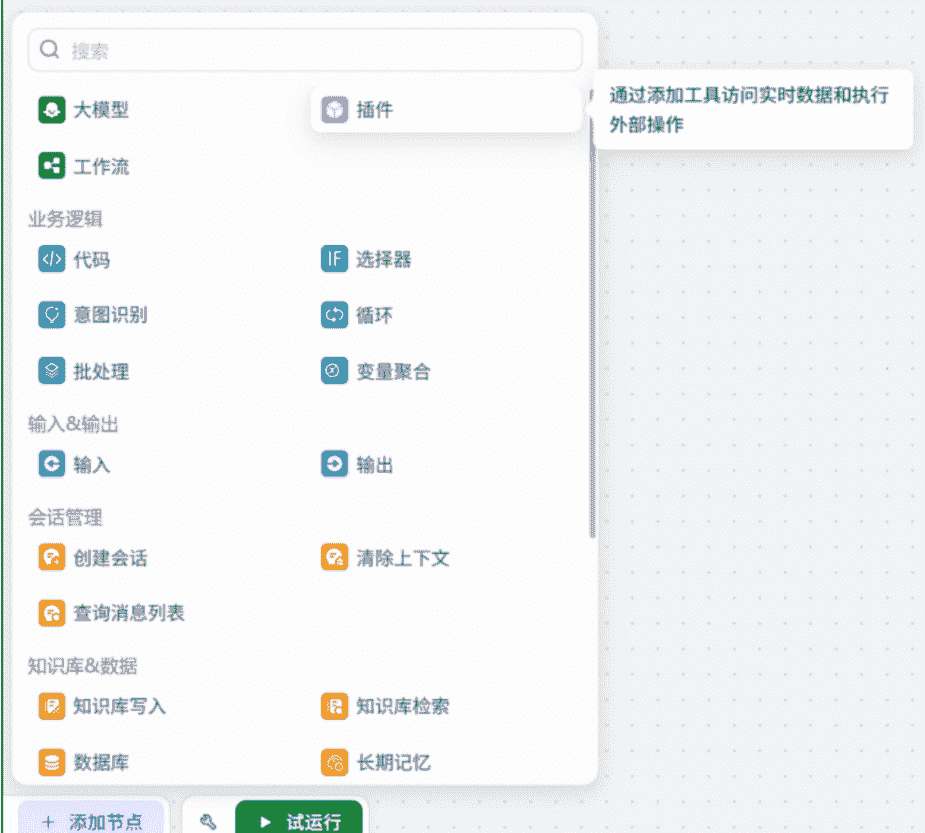 搜索
大模型
插件
通过添加工具访问实时数据和执行
外部操作
工作流
业务逻辑
代码
IF 选择器
意图识别
循环
批处理
变量聚合
输入&输出
输入
输出
会话管理
创建会话
清除上下文
查询消息列表
知识库&数据
知识库写入
知识库检索
数据库
长期记忆
+ 添加节点
试运行